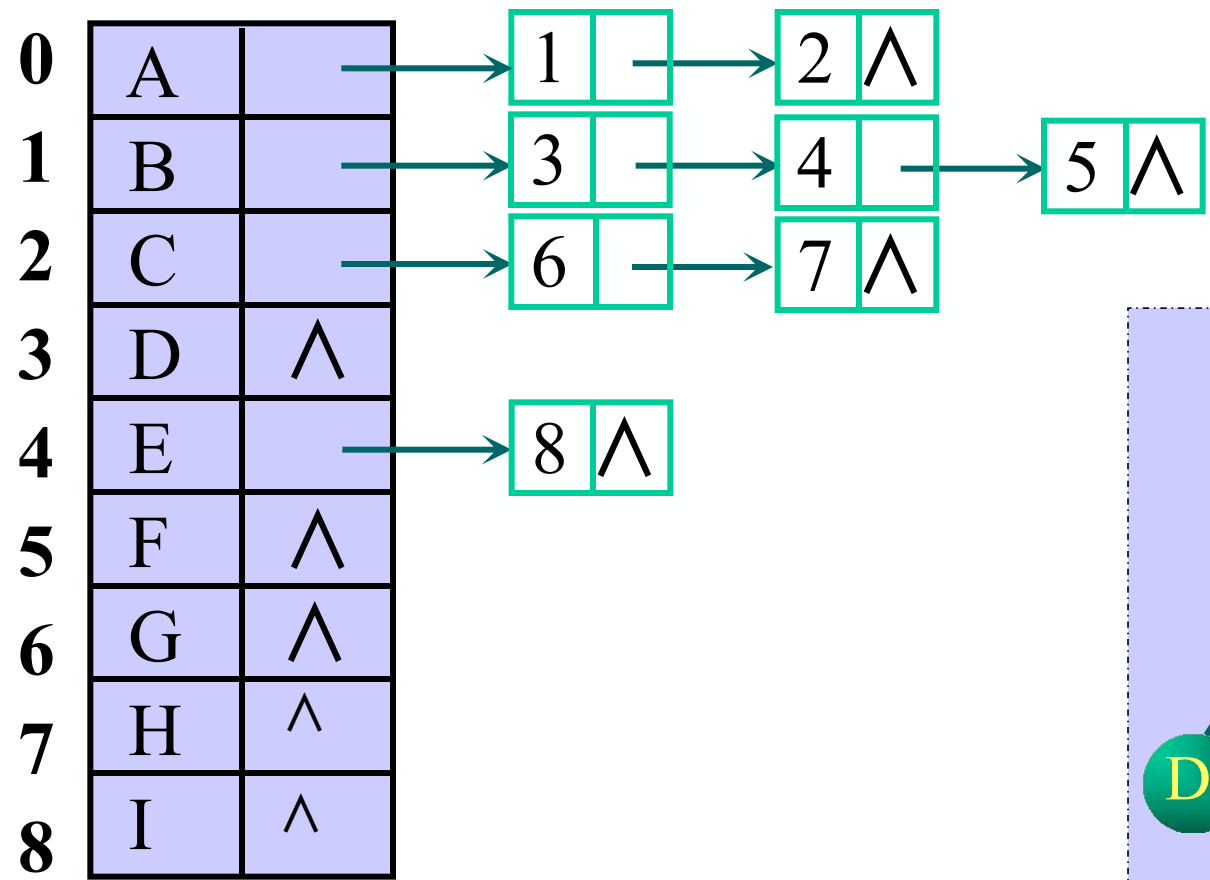 0 A 1 2 ∧
1 B 3 4 5 ∧
2 C 6 7 ∧
3 D ∧
4 E 8 ∧
5 F ∧
6 G ∧
7 H ^
8 I ^
D